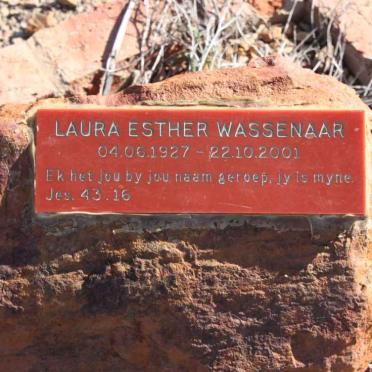 LAURA ESTHER WASSENAAR
04.06.1927 - 22.10.2001
Ek het jou by jou naam geroep, jy is myne.
Jes. 43.16